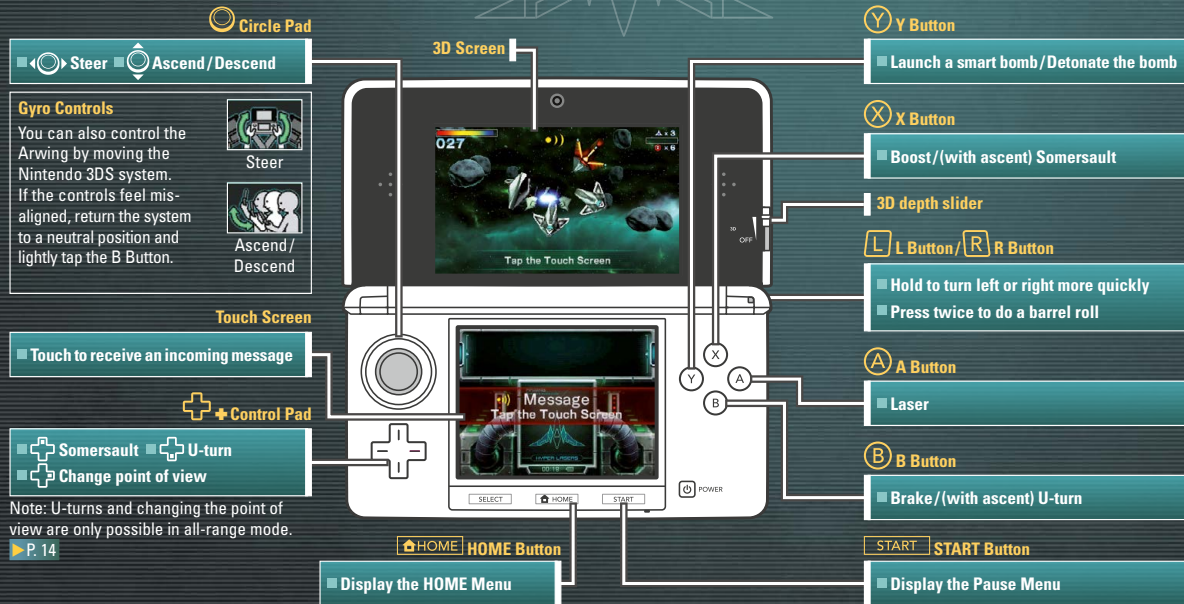 Circle Pad
Steer Ascend/Descend
Gyro Controls
You can also control the
Arwing by moving the
Nintendo 3DS system.
If the controls feel mis-
aligned, return the system
to a neutral position and
lightly tap the B Button.
Steer
Ascend/
Descend
Touch Screen
Touch to receive an incoming message
+Control Pad
Somersault U-turn
Change point of view
Note: U-turns and changing the point of
view are only possible in all-range mode.
P. 14
3D Screen
027
x 3
x 6
Tap the Touch Screen
3D
OFF
Message
Tap the Touch Screen
HYPER LASERS
X
Y
A
B
SELECT
HOME
START
POWER
HOME HOME Button
Display the HOME Menu
Y Y Button
Launch a smart bomb/Detonate the bomb
X X Button
Boost/(with ascent) Somersault
3D depth slider
L L Button/R R Button
Hold to turn left or right more quickly
Press twice to do a barrel roll
A A Button
Laser
B B Button
Brake/(with ascent) U-turn
START START Button
Display the Pause Menu